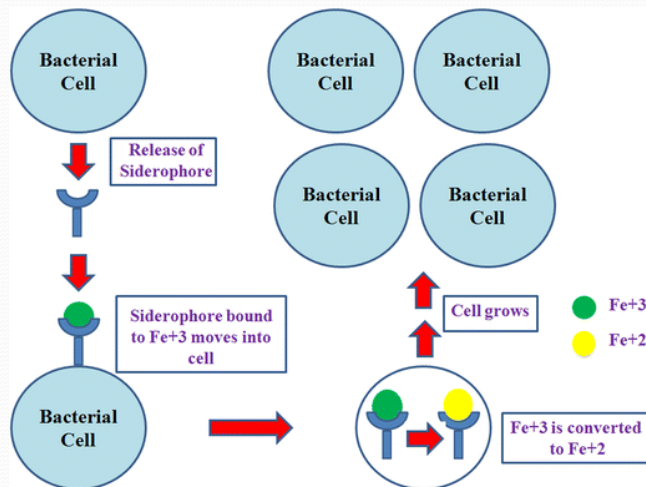 Bacterial
Cell
Release of
Siderophore
Siderophore bound
to Fe+3 moves into
cell
Bacterial
Cell
Fe+3 is converted
to Fe+2
Cell grows
Bacterial
Cell
Bacterial
Cell
Bacterial
Cell
Bacterial
Cell
Fe+3
Fe+2